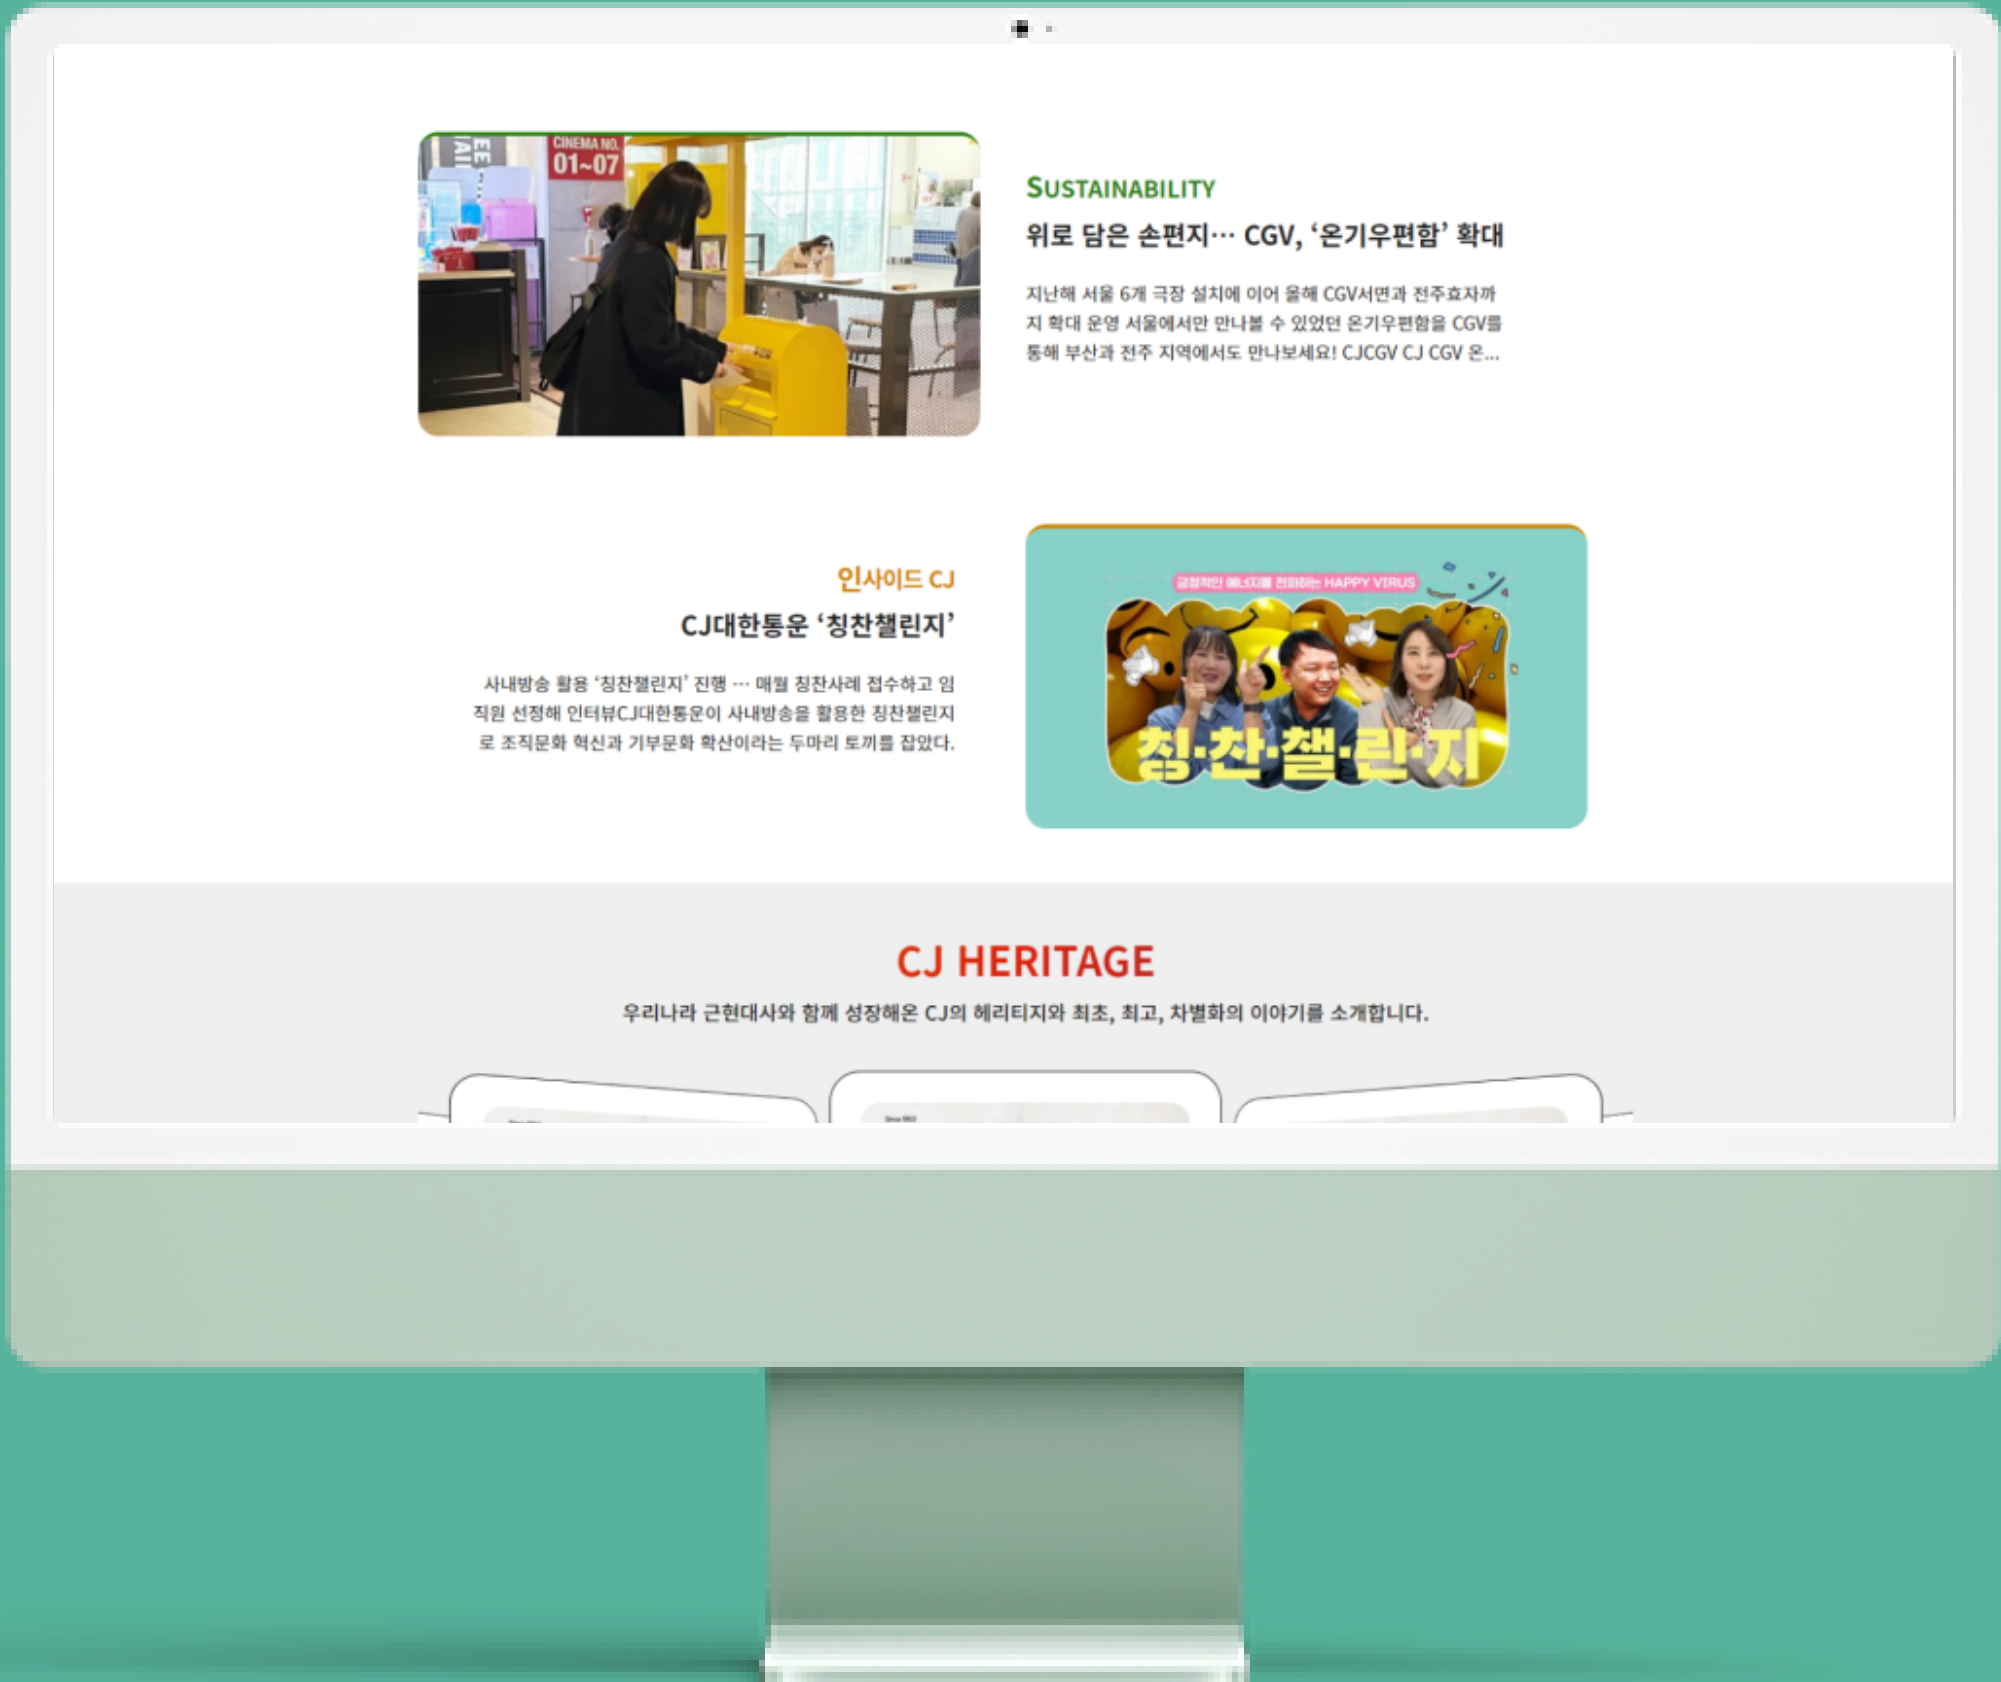 CINEMA NO.
01~07
SUSTAINABILITY
위로 담은 손편지··· CGV, ‘온기우편함’ 확대
지난해 서울 6개 극장 설치에 이어 올해 CGV서면과 전주효자까
지 확대 운영 서울에서만 만나볼 수 있었던 온기우편함을 CGV를
통해 부산과 전주 지역에서도 만나보세요! CJCGV CJ CGV 온...
인사이드 CJ
CJ대한통운 ‘칭찬챌린지’
사내방송 활용 ‘칭찬챌린지’ 진행 ··· 매월 칭찬사례 접수하고 임
직원 선정해 인터뷰CJ대한통운이 사내방송을 활용한 칭찬챌린지
로 조직문화 혁신과 기부문화 확산이라는 두마리 토끼를 잡았다.
긍정적인 에너지를 전파하는 HAPPY VIRUS
칭·찬·챌·린·지
CJ HERITAGE
우리나라 근현대사와 함께 성장해온 CJ의 헤리티지와 최초, 최고, 차별화의 이야기를 소개합니다.